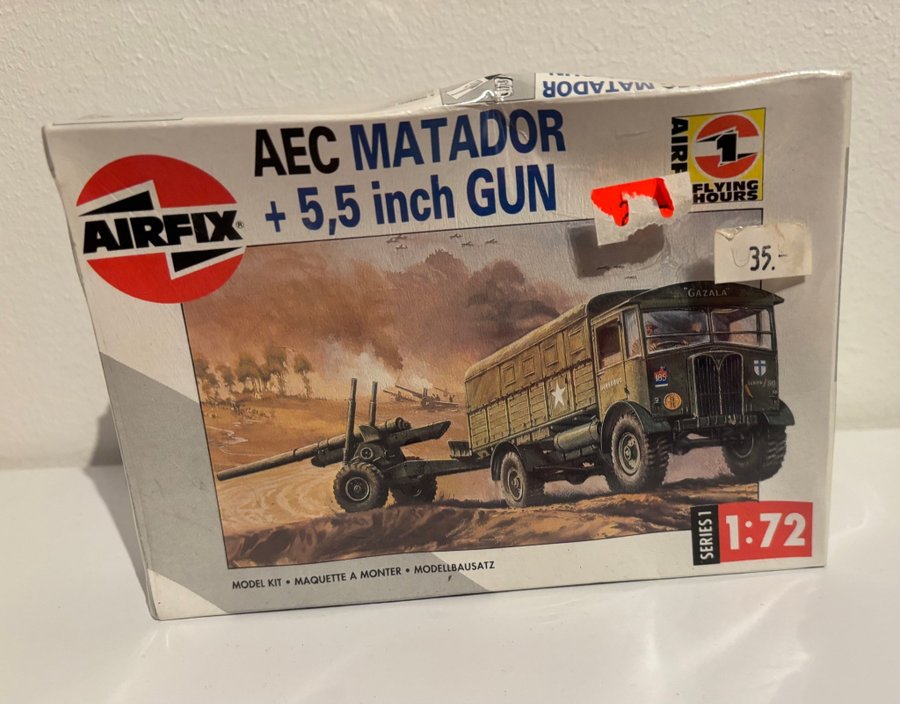 MATADOR
AEC MATADOR
+ 5,5 inch GUN
AIRFIX®
AIRF
1
FLYING
HOURS
35.-
"GAZALA"
185
MODEL KIT • MAQUETTE A MONTER • MODELLBAUSATZ
SERIES 1
1:72